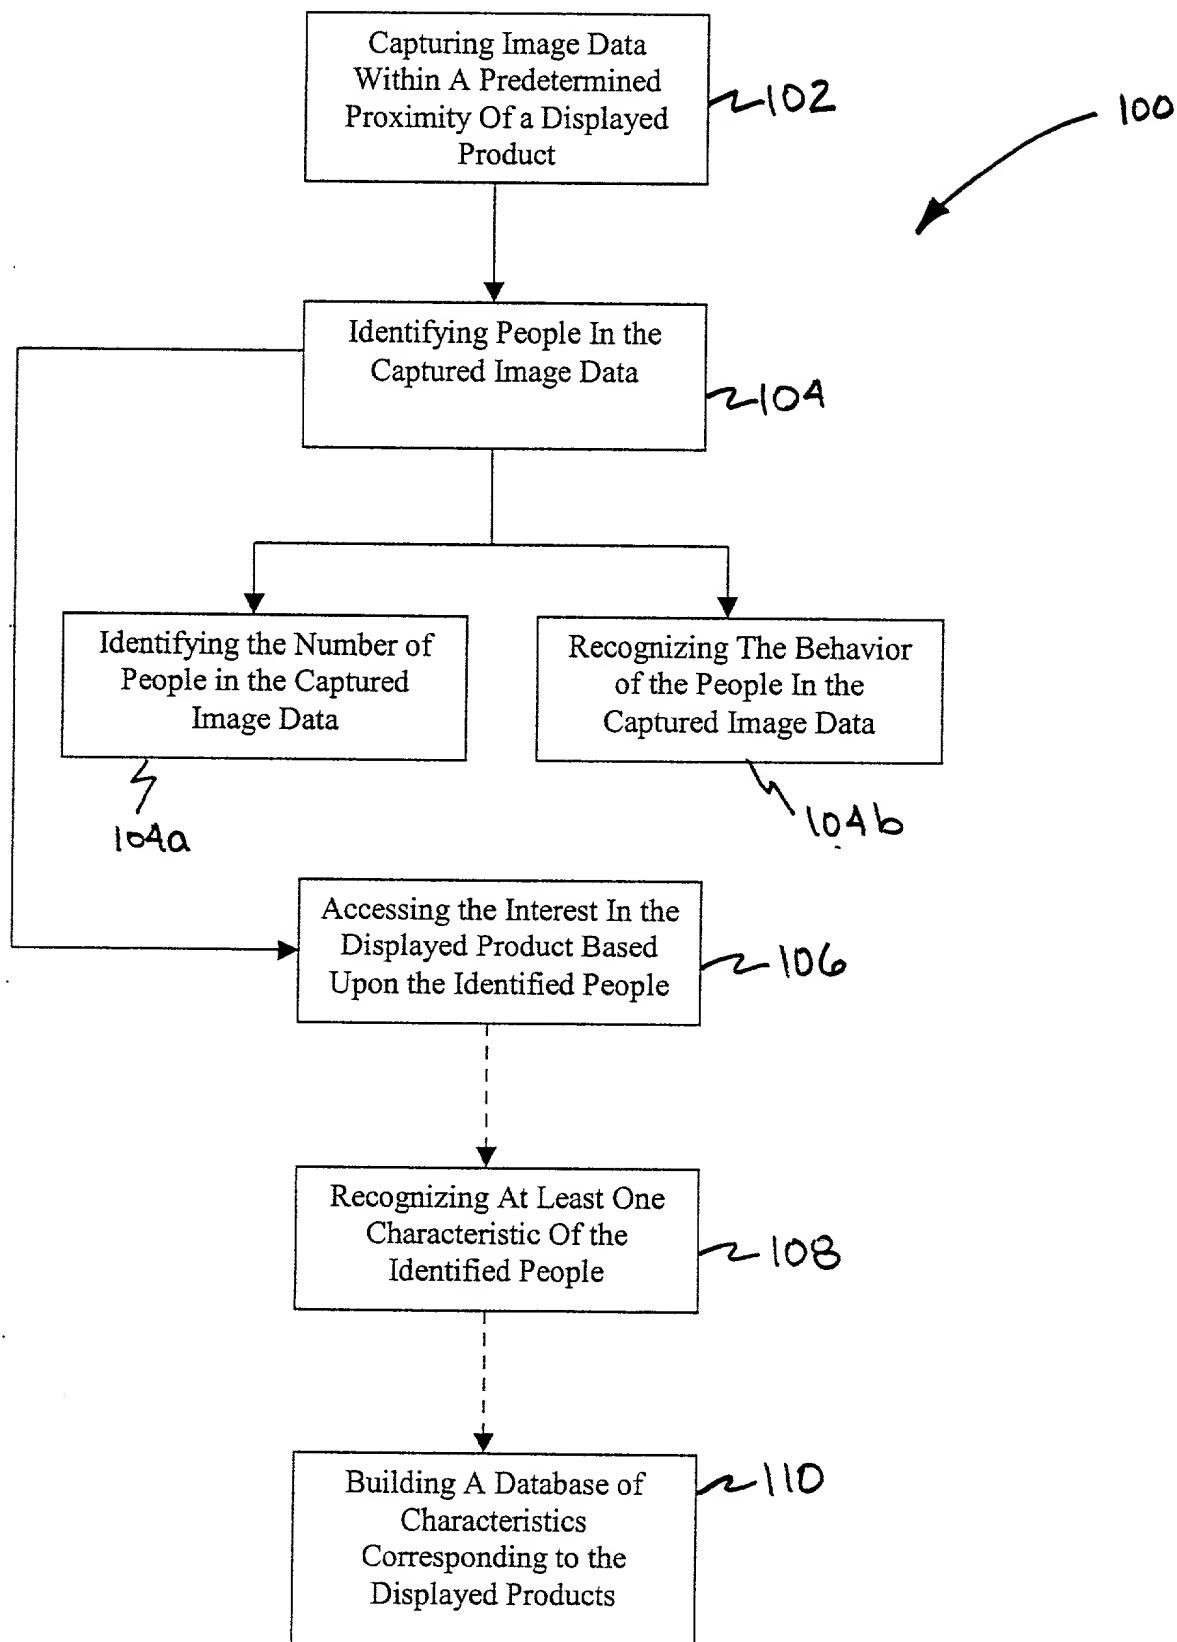 Capturing Image Data
Within A Predetermined
Proximity Of a Displayed
Product
102
100
Identifying People In the
Captured Image Data
104
Identifying the Number of
People in the Captured
Image Data
104a
Recognizing The Behavior
of the People In the
Captured Image Data
104b
Accessing the Interest In the
Displayed Product Based
Upon the Identified People
106
Recognizing At Least One
Characteristic Of the
Identified People
108
Building A Database of
Characteristics
Corresponding to the
Displayed Products
110